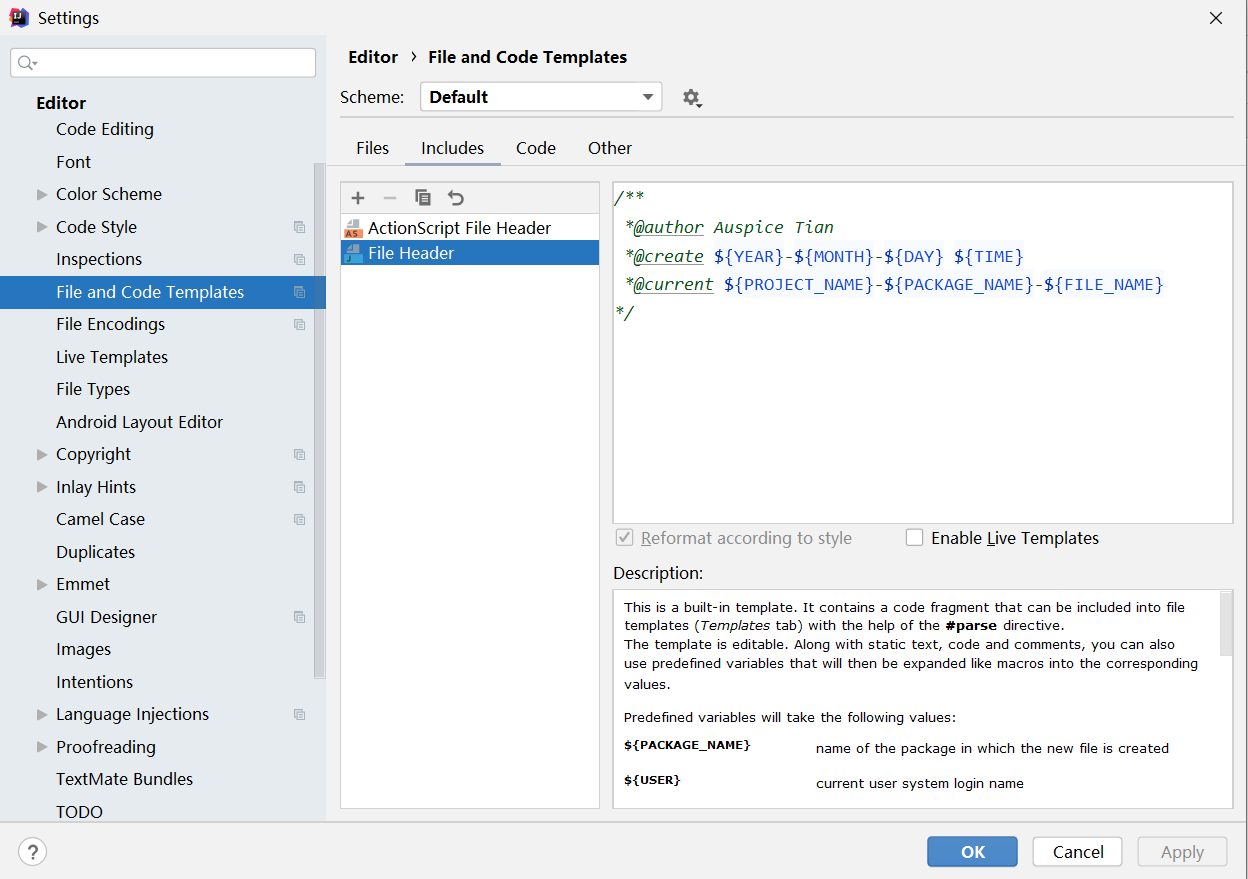 Settings
Editor
Code Editing
Font
Color Scheme
Code Style
Inspections
File and Code Templates
File Encodings
Live Templates
File Types
Android Layout Editor
Copyright
Inlay Hints
Camel Case
Duplicates
Emmet
GUI Designer
Images
Intentions
Language Injections
Proofreading
TextMate Bundles
TODO
Editor › File and Code Templates
Scheme: Default
Files Includes Code Other
ActionScript File Header
File Header
/**
*@author Auspice Tian
*@create ${YEAR}-${MONTH}-${DAY} ${TIME}
*@current ${PROJECT_NAME}-${PACKAGE_NAME}-${FILE_NAME}
*/
Reformat according to style Enable Live Templates
Description:
This is a built-in template. It contains a code fragment that can be included into file
templates (Templates tab) with the help of the #parse directive.
The template is editable. Along with static text, code and comments, you can also
use predefined variables that will then be expanded like macros into the corresponding
values.
Predefined variables will take the following values:
${PACKAGE_NAME} name of the package in which the new file is created
${USER} current user system login name
? OK Cancel Apply